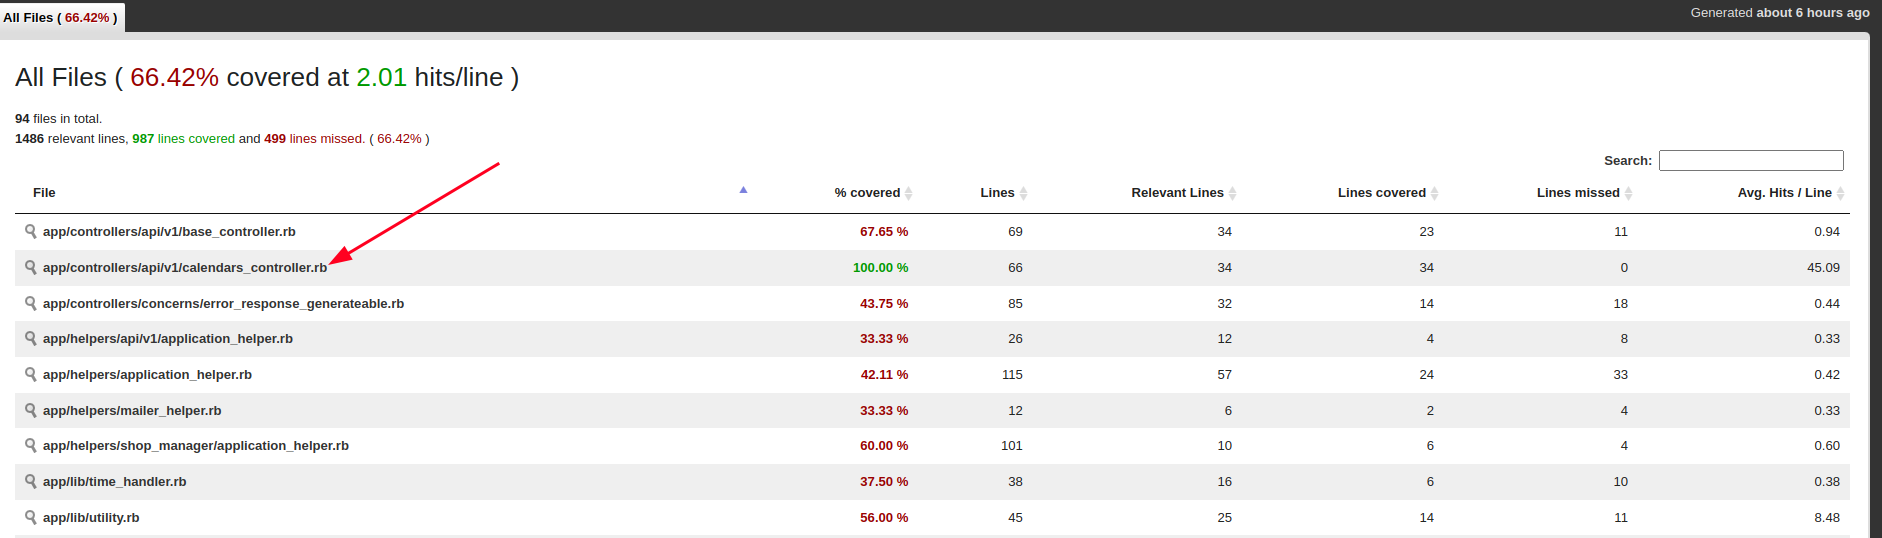 All Files ( 66.42% )
Generated about 6 hours ago
All Files ( 66.42% covered at 2.01 hits/line )
94 files in total.
1486 relevant lines, 987 lines covered and 499 lines missed. ( 66.42% )
Search:
File % covered Lines Relevant Lines Lines covered Lines missed Avg. Hits / Line
app/controllers/api/v1/base_controller.rb 67.65 % 69 34 23 11 0.94
app/controllers/api/v1/calendars_controller.rb 100.00 % 66 34 34 0 45.09
app/controllers/concerns/error_response_generateable.rb 43.75 % 85 32 14 18 0.44
app/helpers/api/v1/application_helper.rb 33.33 % 26 12 4 8 0.33
app/helpers/application_helper.rb 42.11 % 115 57 24 33 0.42
app/helpers/mailer_helper.rb 33.33 % 12 6 2 4 0.33
app/helpers/shop_manager/application_helper.rb 60.00 % 101 10 6 4 0.60
app/lib/time_handler.rb 37.50 % 38 16 6 10 0.38
app/lib/utility.rb 56.00 % 45 25 14 11 8.48